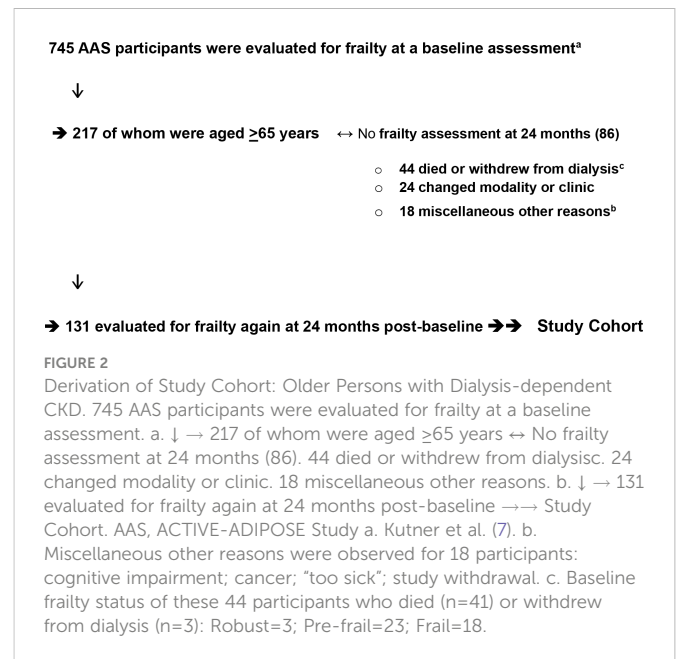 745 AAS participants were evaluated for frailty at a baseline assessmentᵃ
↓
➔ 217 of whom were aged ≥65 years ↔ No frailty assessment at 24 months (86)
○ 44 died or withdrew from dialysisᶜ
○ 24 changed modality or clinic
○ 18 miscellaneous other reasonsᵇ
↓
➔ 131 evaluated for frailty again at 24 months post-baseline ➔➔ Study Cohort
FIGURE 2
Derivation of Study Cohort: Older Persons with Dialysis-dependent
CKD. 745 AAS participants were evaluated for frailty at a baseline
assessment. a. ↓ → 217 of whom were aged ≥65 years ↔ No frailty
assessment at 24 months (86). 44 died or withdrew from dialysisc. 24
changed modality or clinic. 18 miscellaneous other reasons. b. ↓ → 131
evaluated for frailty again at 24 months post-baseline →→ Study
Cohort. AAS, ACTIVE-ADIPOSE Study a. Kutner et al. (7). b.
Miscellaneous other reasons were observed for 18 participants:
cognitive impairment; cancer; “too sick”; study withdrawal. c. Baseline
frailty status of these 44 participants who died (n=41) or withdrew
from dialysis (n=3): Robust=3; Pre-frail=23; Frail=18.